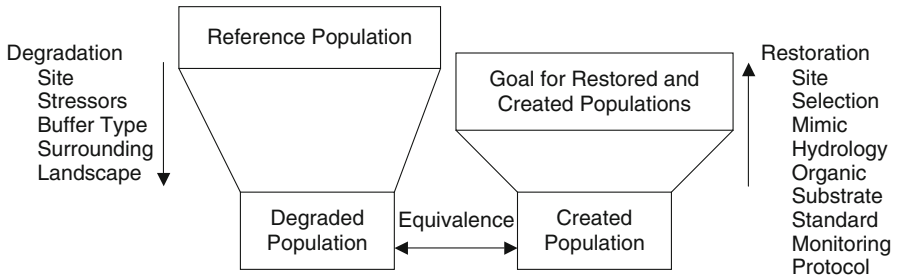 Degradation
Site
Stressors
Buffer Type
Surrounding
Landscape
Reference Population
Goal for Restored and
Created Populations
Restoration
Site
Selection
Mimic
Hydrology
Organic
Substrate
Standard
Monitoring
Protocol
Degraded
Population
Equivalence
Created
Population